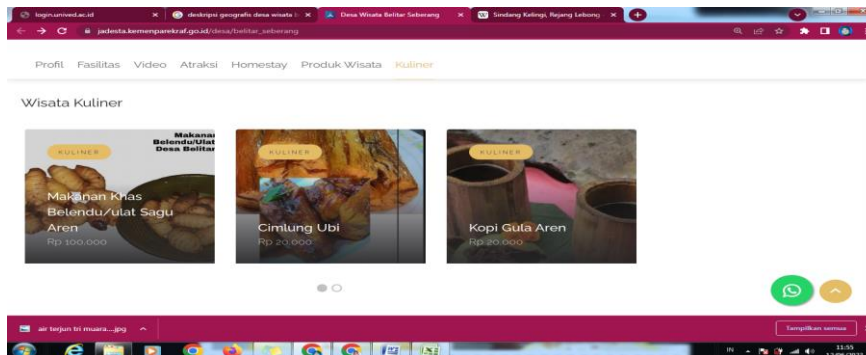 login.unived.ac.id
deskripsi geografis desa wisata b
Desa Wisata Belitar Seberang
Sindang Kelingi, Rejang Lebong
jadesta.kemenparekraf.go.id/desa/belitar_seberang
Profil Fasilitas Video Atraksi Homestay Produk Wisata Kuliner
Wisata Kuliner
Makanan
Belendu/Ulat
Desa Belitar
KULINER
Makanan Khas
Belendu/ulat Sagu
Aren
Rp 100.000
KULINER
Cimlung Ubi
Rp 20.000
KULINER
Kopi Gula Aren
Rp 20.000
air terjun tri muara....jpg
Tampilkan semua
IN
11:55